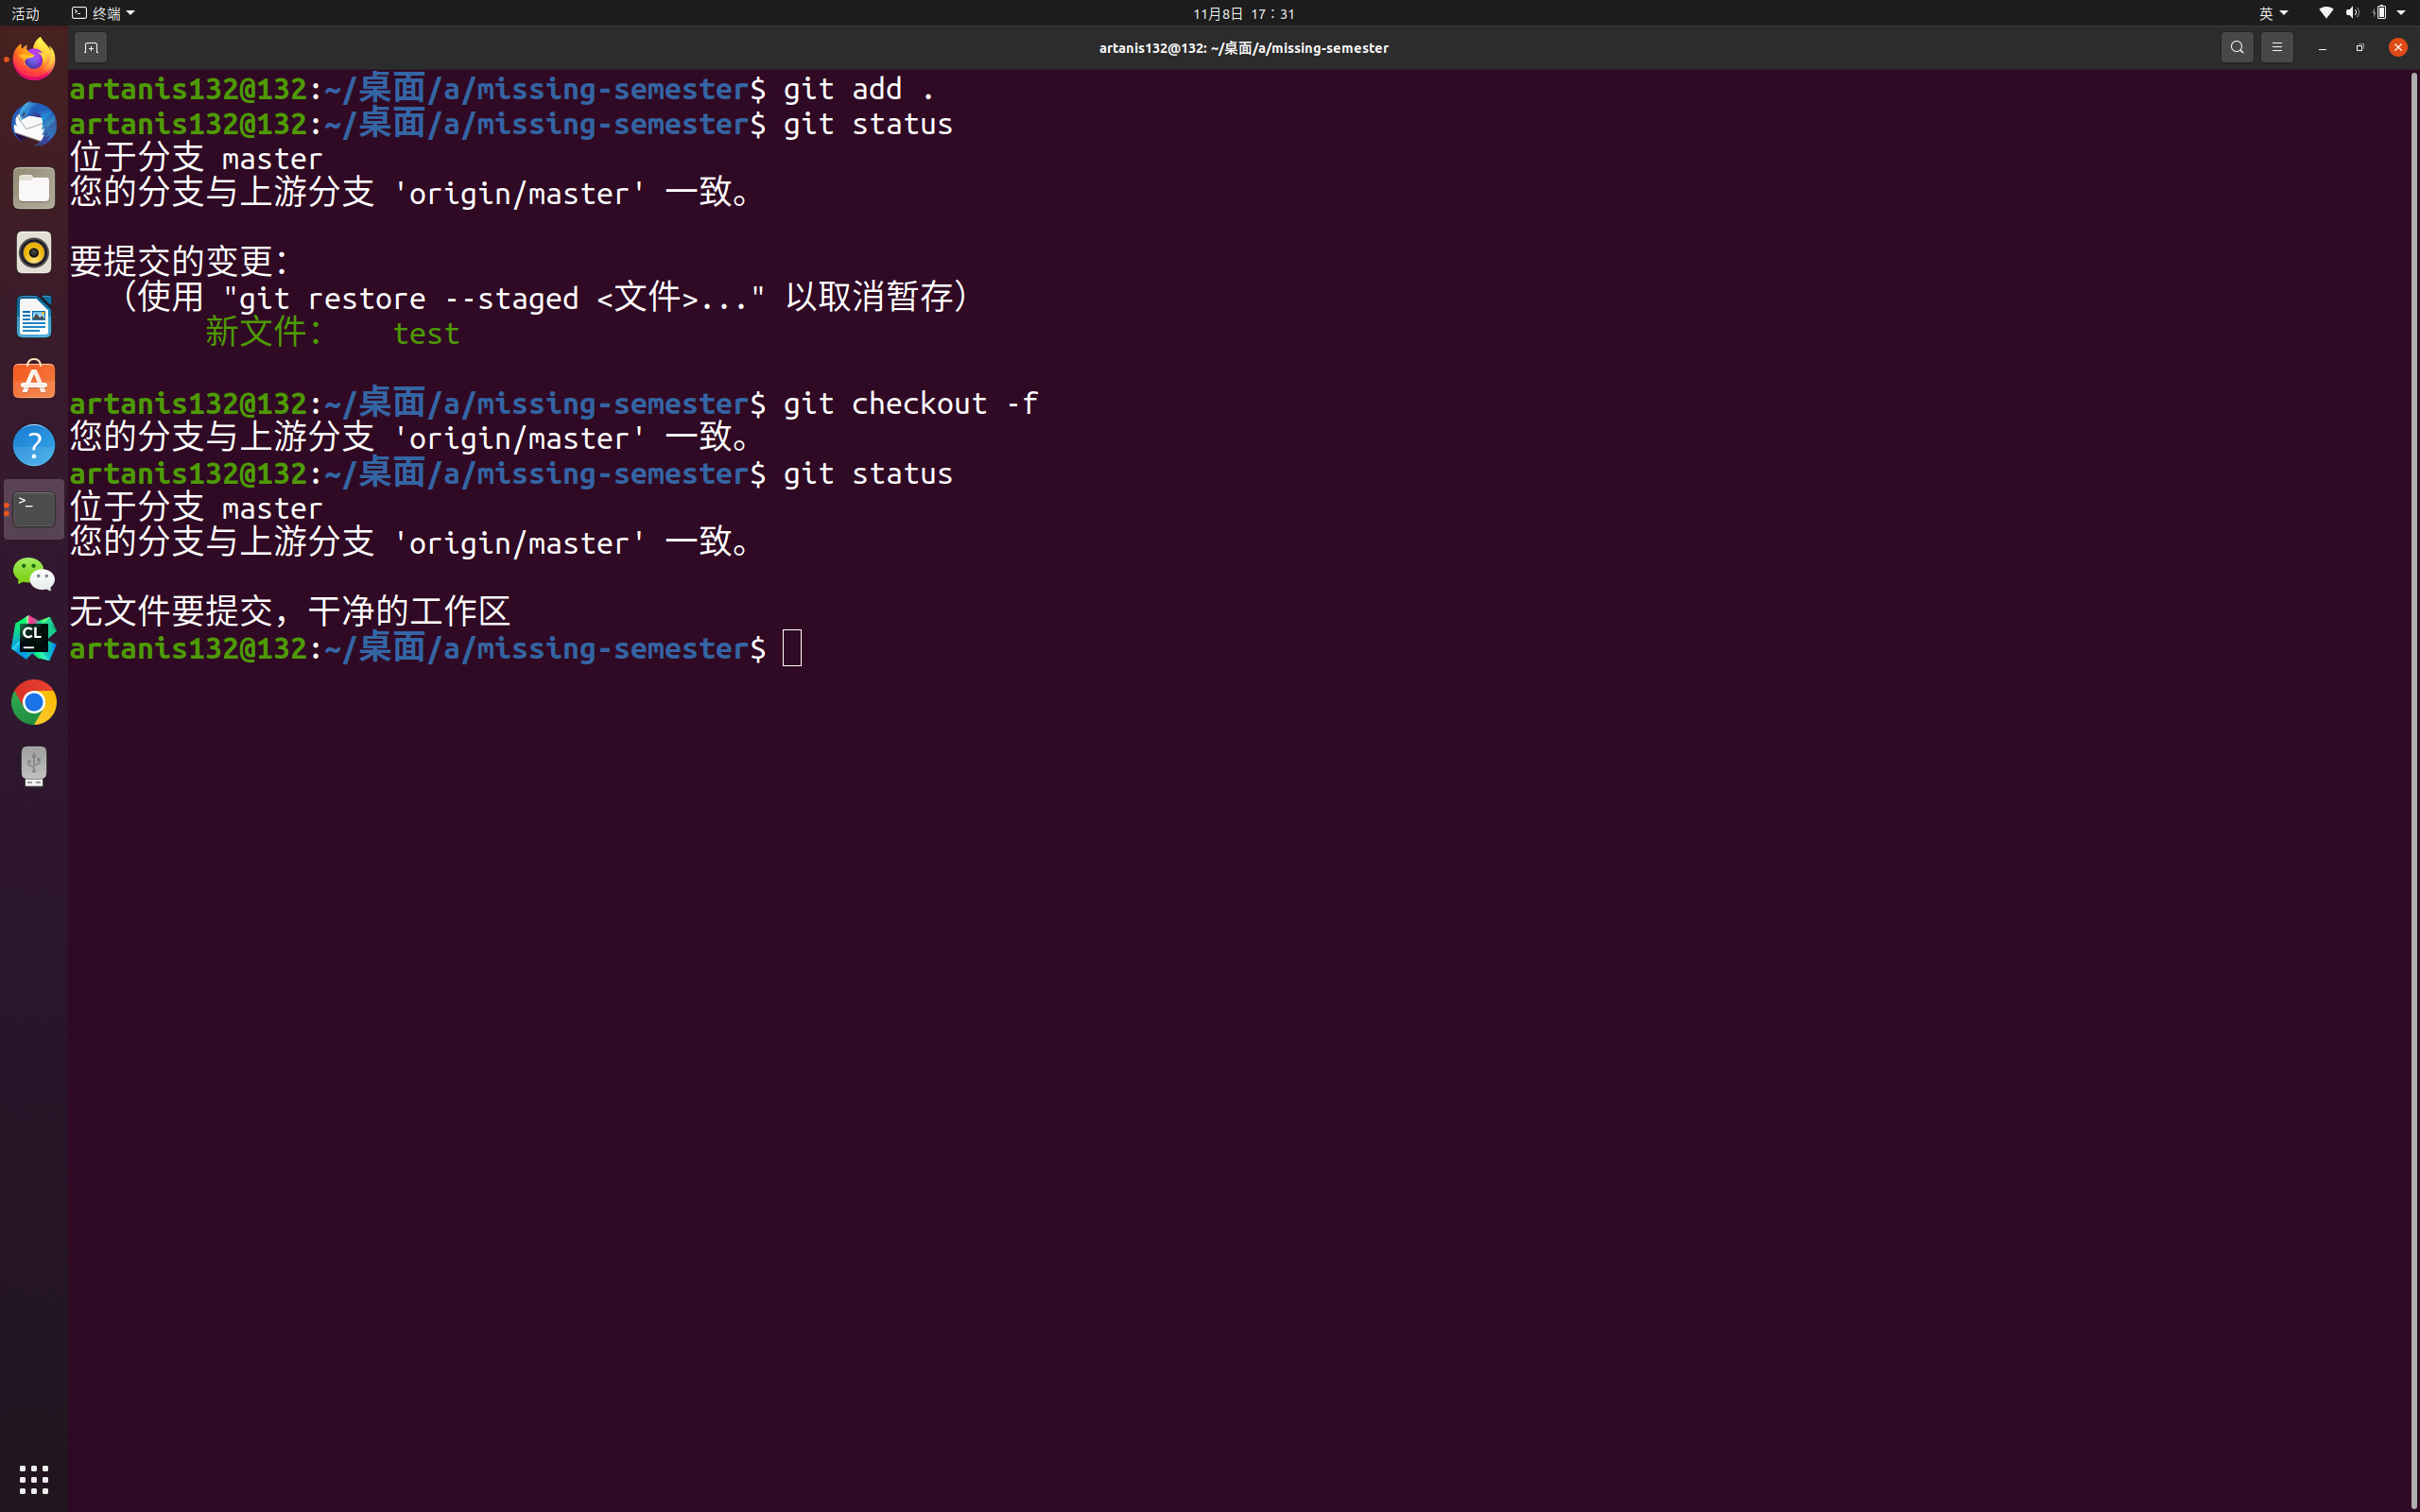 活动 终端 11月8日 17：31 英
artanis132@132: ~/桌面/a/missing-semester
artanis132@132:~/桌面/a/missing-semester$ git add .
artanis132@132:~/桌面/a/missing-semester$ git status
位于分支 master
您的分支与上游分支 'origin/master' 一致。
要提交的变更：
（使用 "git restore --staged <文件>..." 以取消暂存）
新文件： test
artanis132@132:~/桌面/a/missing-semester$ git checkout -f
您的分支与上游分支 'origin/master' 一致。
artanis132@132:~/桌面/a/missing-semester$ git status
位于分支 master
您的分支与上游分支 'origin/master' 一致。
无文件要提交，干净的工作区
artanis132@132:~/桌面/a/missing-semester$
CL